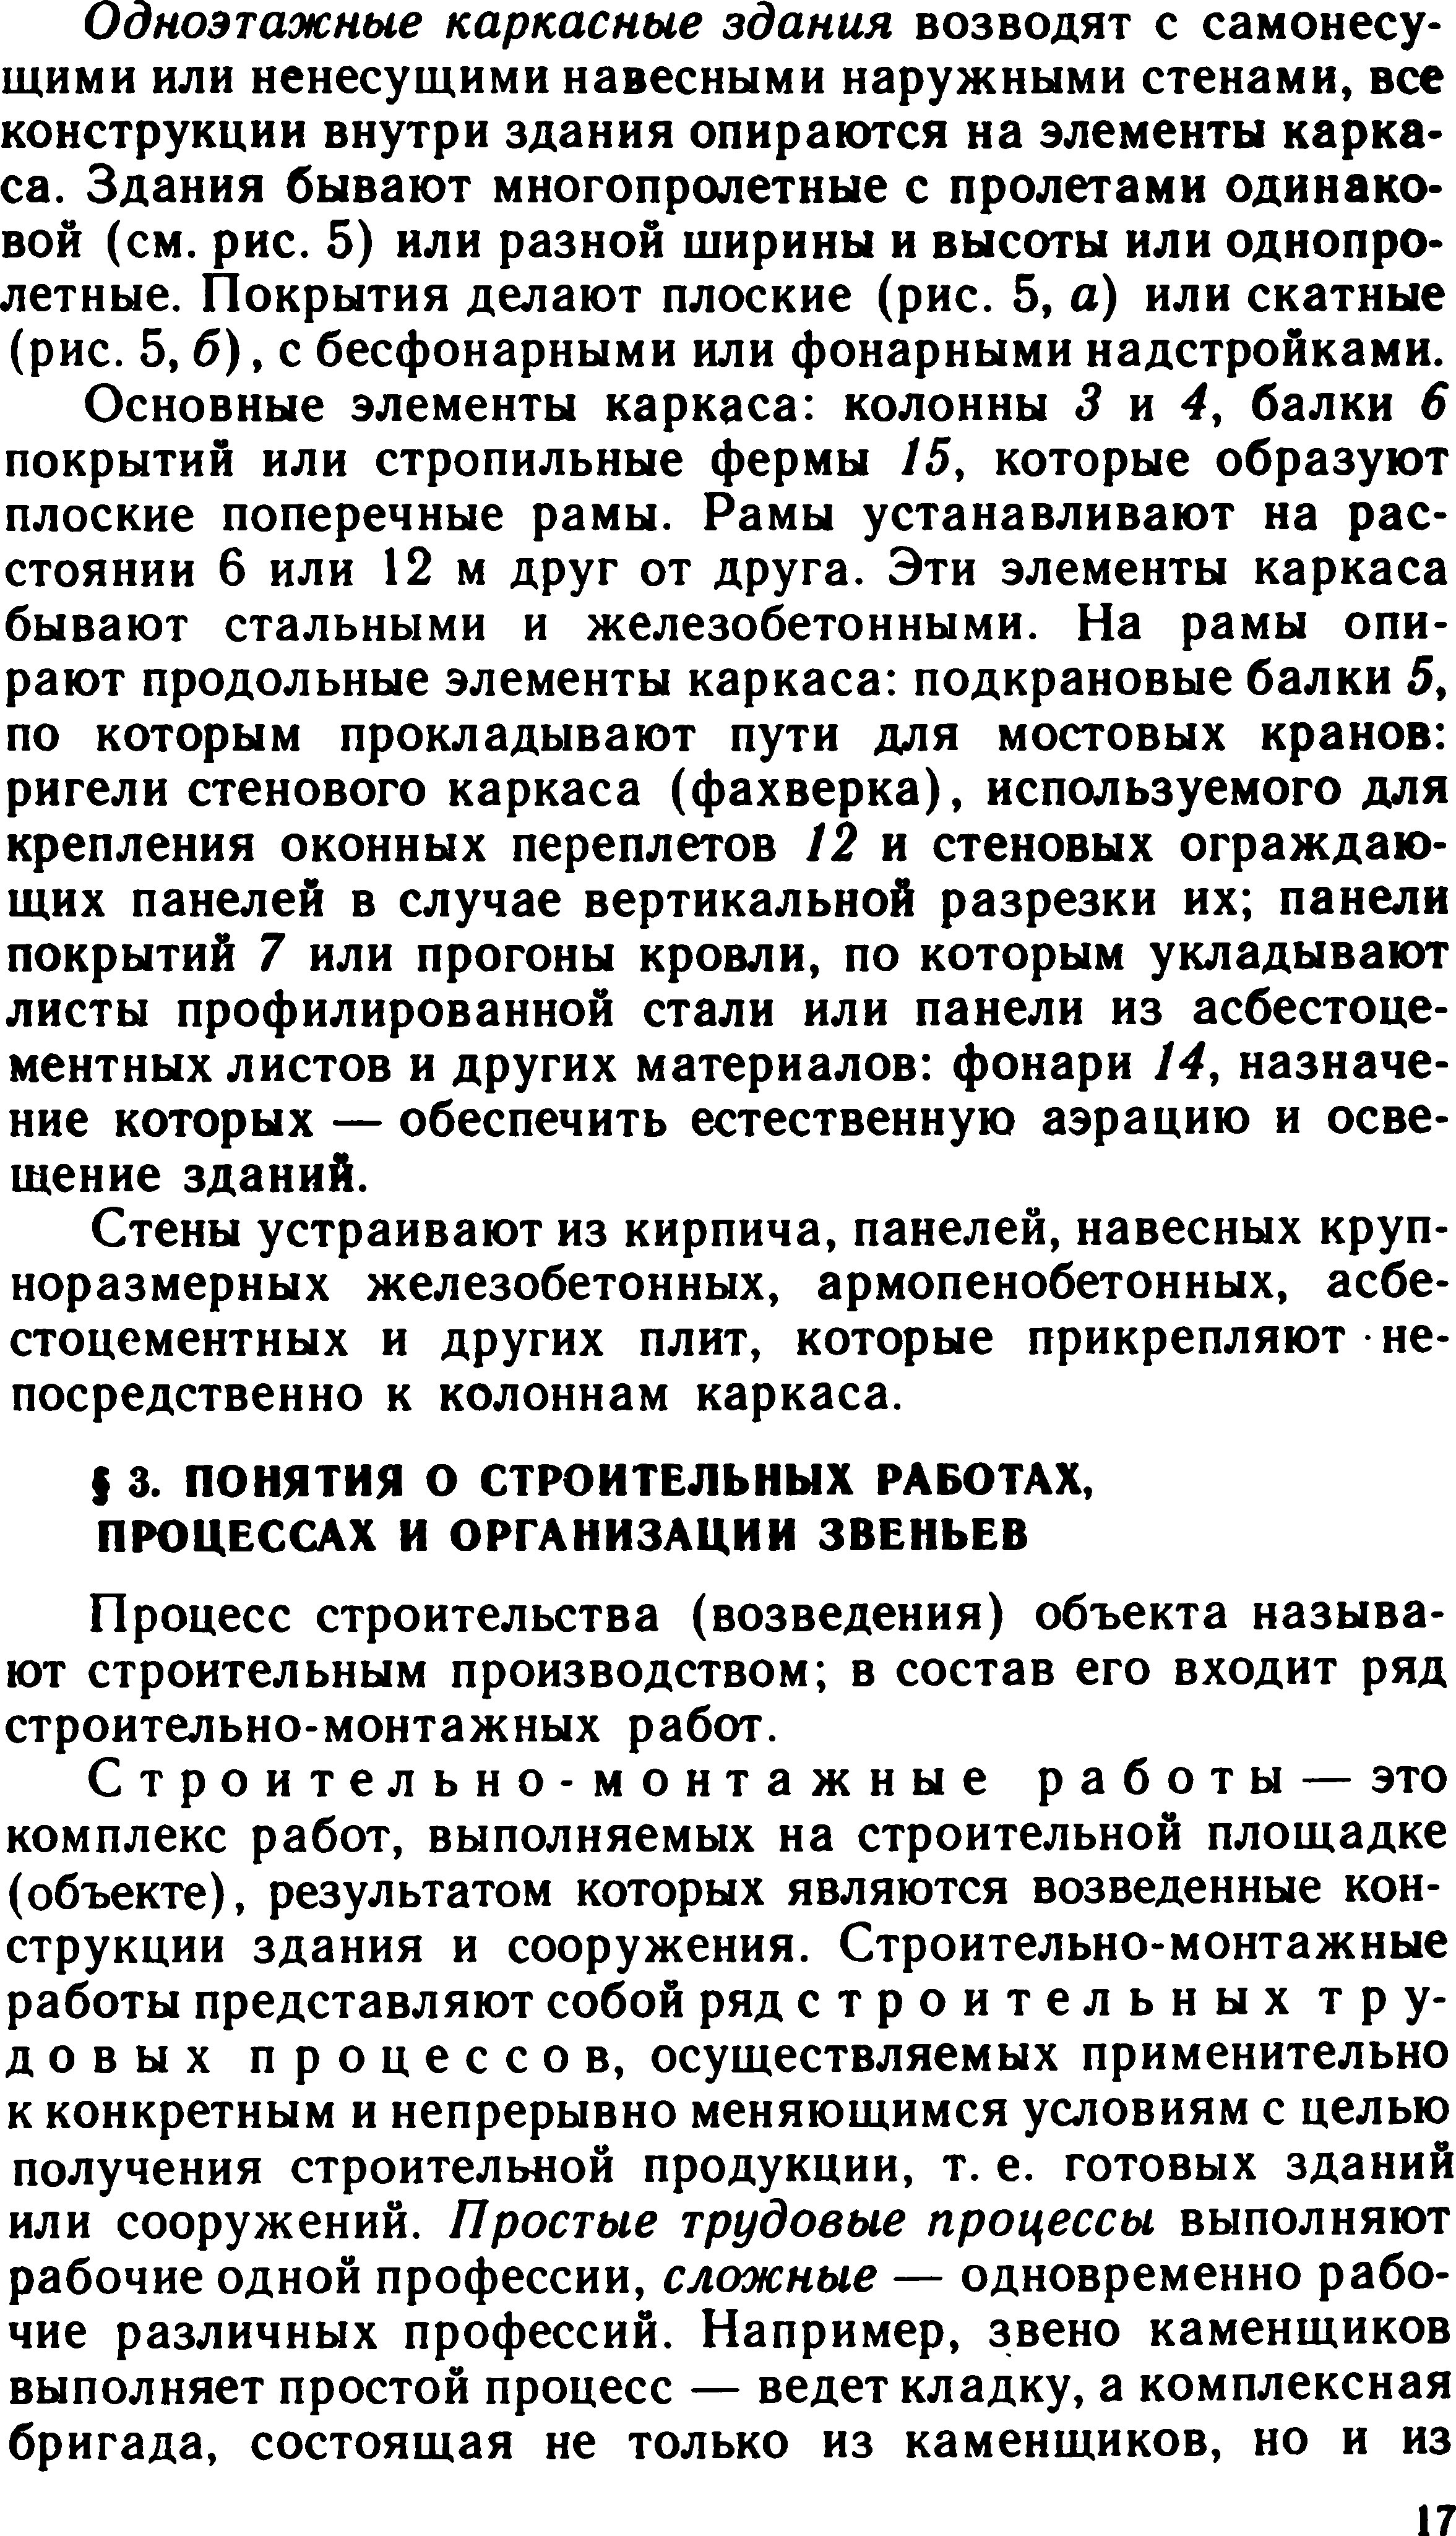 Одноэтажные каркасные здания возводят с самонесу-
щими или ненесущими навесными наружными стенами, все
конструкции внутри здания опираются на элементы карка-
са. Здания бывают многопролетные с пролетами одинако-
вой (см. рис. 5) или разной ширины и высоты или однопро-
летные. Покрытия делают плоские (рис. 5, а) или скатные
(рис. 5, б), с бесфонарными или фонарными надстройками.
Основные элементы каркаса: колонны 3 и 4, балки 6
покрытий или стропильные фермы 15, которые образуют
плоские поперечные рамы. Рамы устанавливают на рас-
стоянии 6 или 12 м друг от друга. Эти элементы каркаса
бывают стальными и железобетонными. На рамы опи-
рают продольные элементы каркаса: подкрановые балки 5,
по которым прокладывают пути для мостовых кранов:
ригели стенового каркаса (фахверка), используемого для
крепления оконных переплетов 12 и стеновых ограждаю-
щих панелей в случае вертикальной разрезки их; панели
покрытий 7 или прогоны кровли, по которым укладывают
листы профилированной стали или панели из асбестоце-
ментных листов и других материалов: фонари 14, назначе-
ние которых — обеспечить естественную аэрацию и осве-
щение зданий.
Стены устраивают из кирпича, панелей, навесных круп-
норазмерных железобетонных, армопенобетонных, асбе-
стоцементных и других плит, которые прикрепляют не-
посредственно к колоннам каркаса.
§ 3. ПОНЯТИЯ О СТРОИТЕЛЬНЫХ РАБОТАХ,
ПРОЦЕССАХ И ОРГАНИЗАЦИИ ЗВЕНЬЕВ
Процесс строительства (возведения) объекта называ-
ют строительным производством; в состав его входит ряд
строительно-монтажных работ.
Строительно-монтажные работы — это
комплекс работ, выполняемых на строительной площадке
(объекте), результатом которых являются возведенные кон-
струкции здания и сооружения. Строительно-монтажные
работы представляют собой ряд строительных тру-
довых процессов, осуществляемых применительно
к конкретным и непрерывно меняющимся условиям с целью
получения строительной продукции, т. е. готовых зданий
или сооружений. Простые трудовые процессы выполняют
рабочие одной профессии, сложные — одновременно рабо-
чие различных профессий. Например, звено каменщиков
выполняет простой процесс — ведет кладку, а комплексная
бригада, состоящая не только из каменщиков, но и из
17